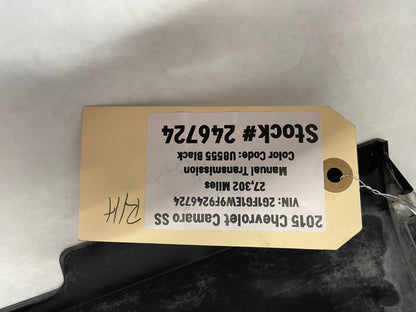 2015 Chevrolet Camaro SS
VIN: 2G1FG1EW9F9246724
27,302 Miles
Manual Transmission
Color Code: U8555 Black
Stock# 246724
R/H